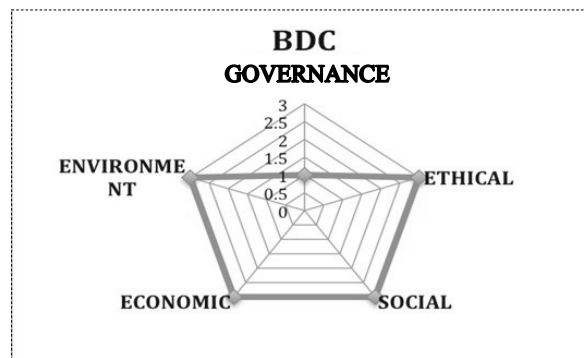 BDC
GOVERNANCE
3
2.5
2
1.5
1
0.5
0
ENVIRONME
NT
ETHICAL
ECONOMIC
SOCIAL